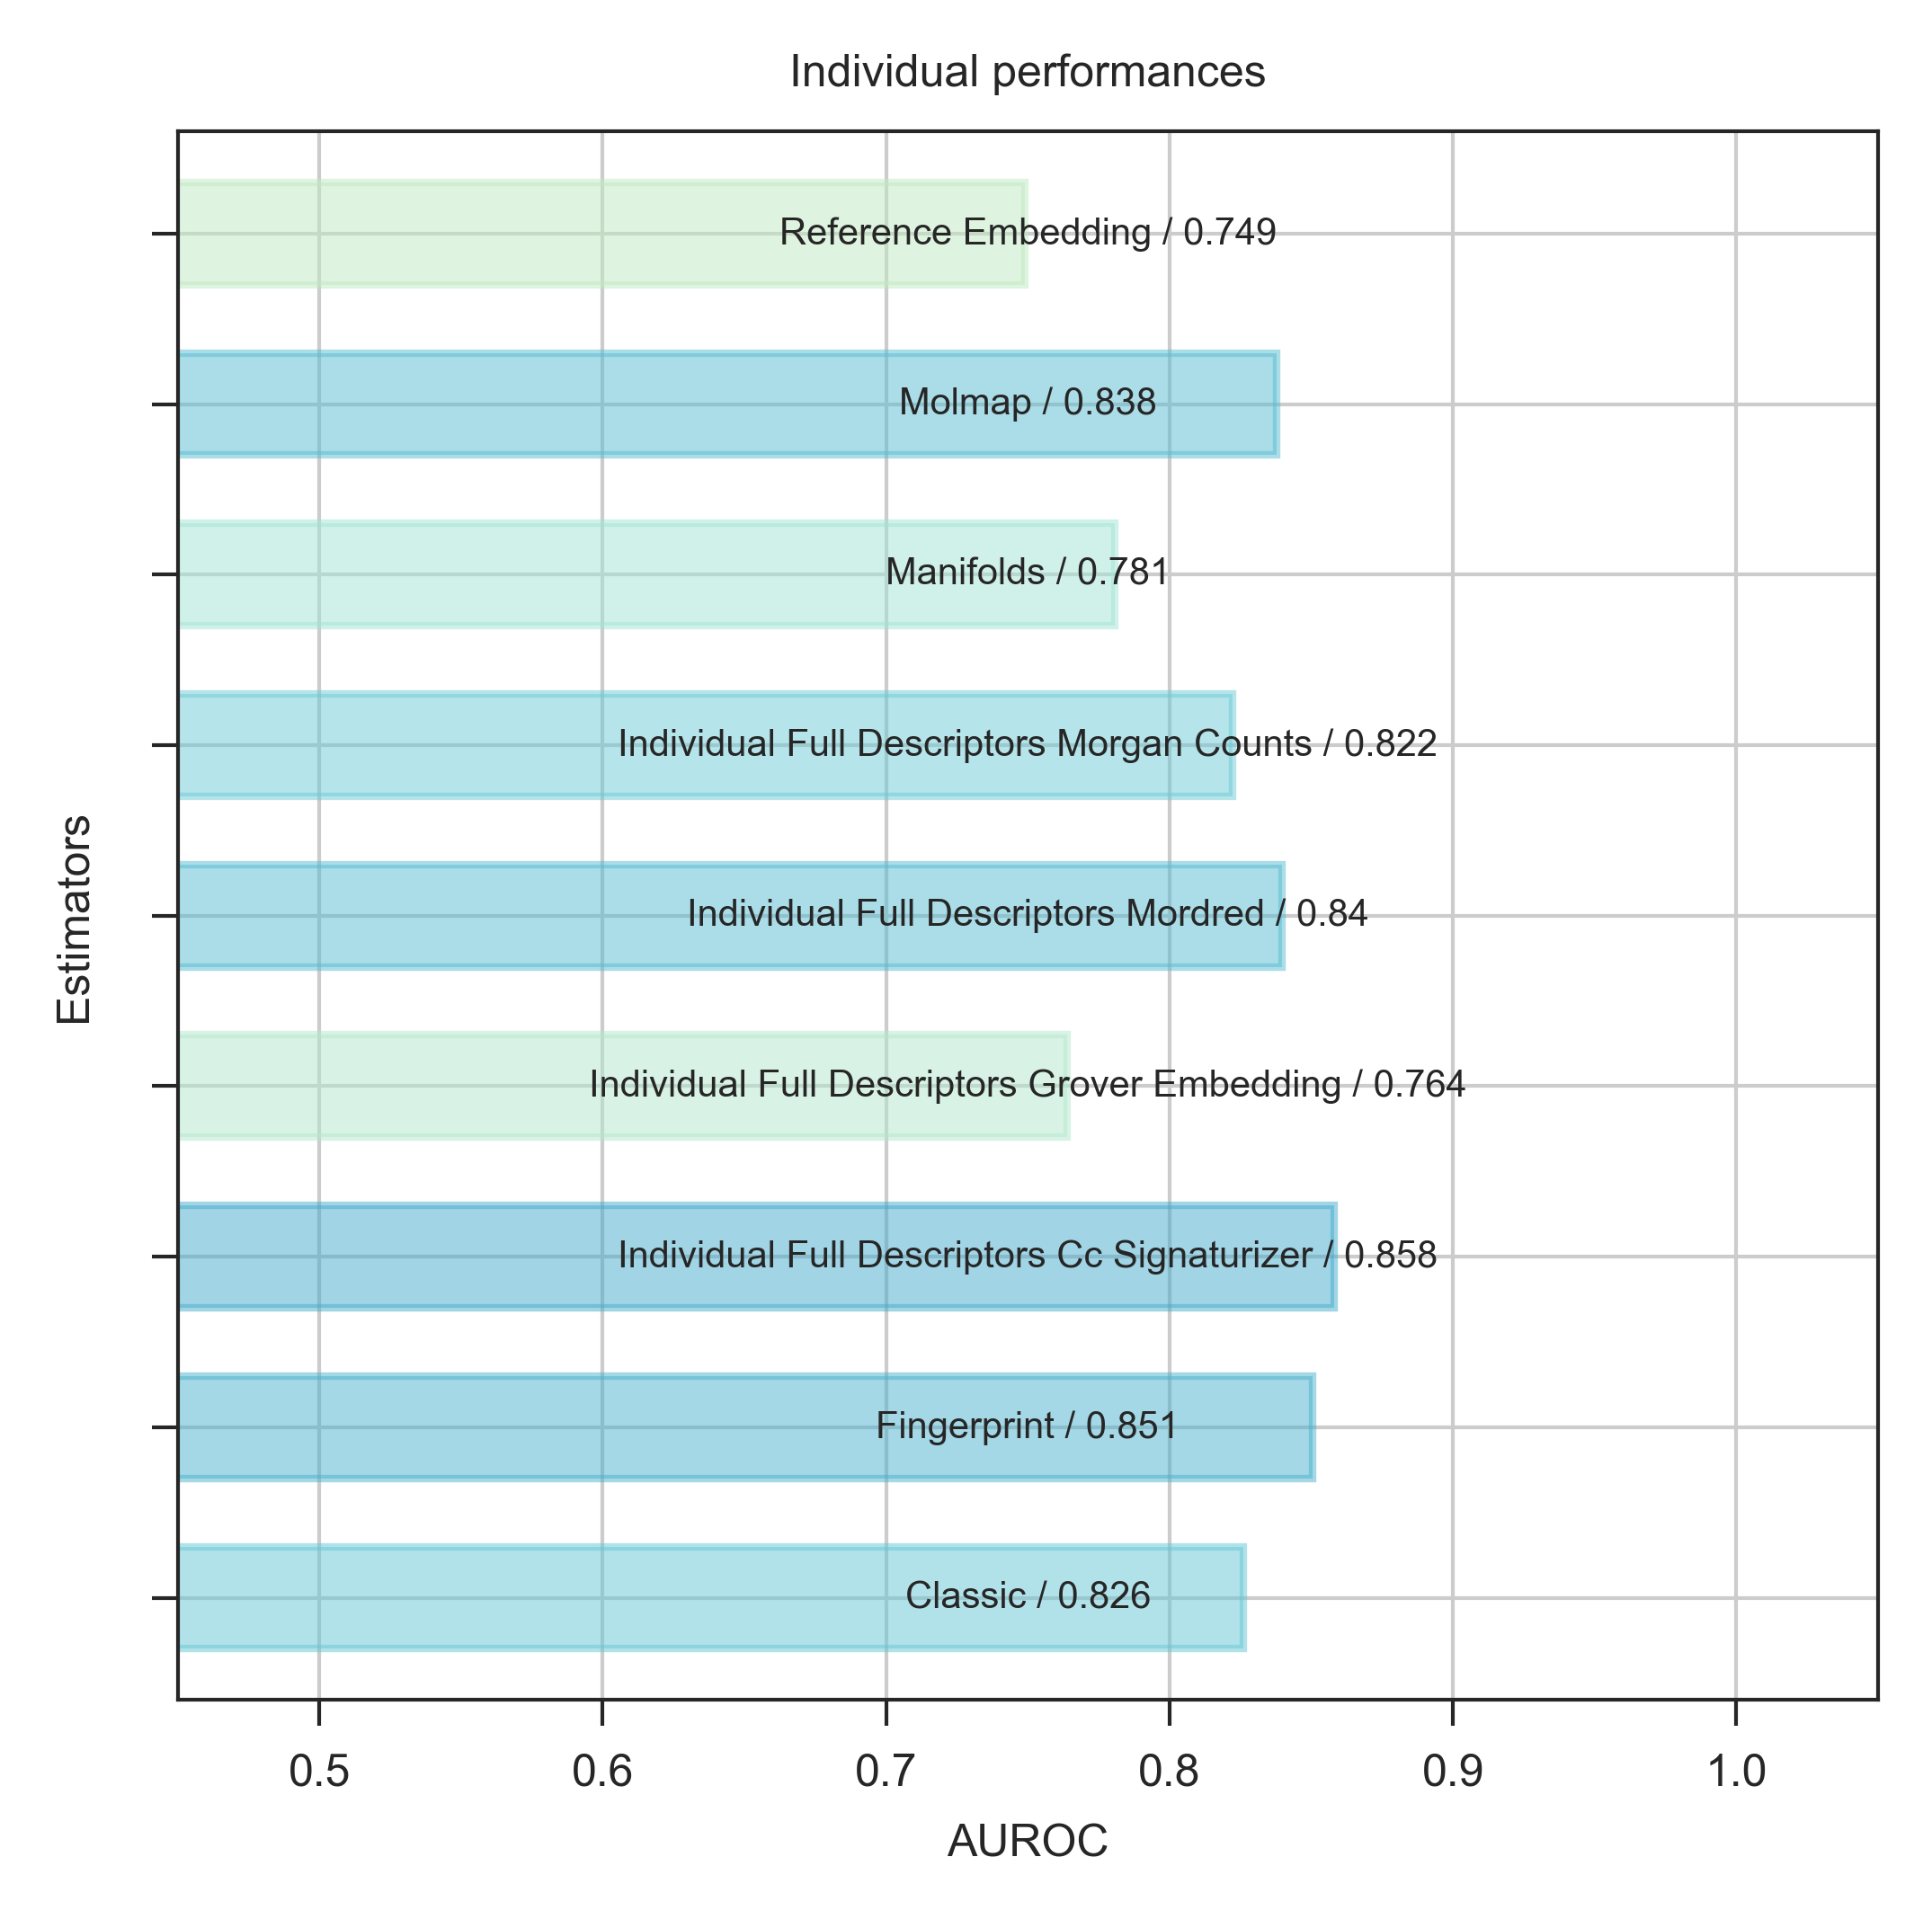 Individual performances
Reference Embedding / 0.749
Molmap / 0.838
Manifolds / 0.781
Individual Full Descriptors Morgan Counts / 0.822
Individual Full Descriptors Mordred / 0.84
Individual Full Descriptors Grover Embedding / 0.764
Individual Full Descriptors Cc Signaturizer / 0.858
Fingerprint / 0.851
Classic / 0.826
Estimators
0.5 0.6 0.7 0.8 0.9 1.0
AUROC